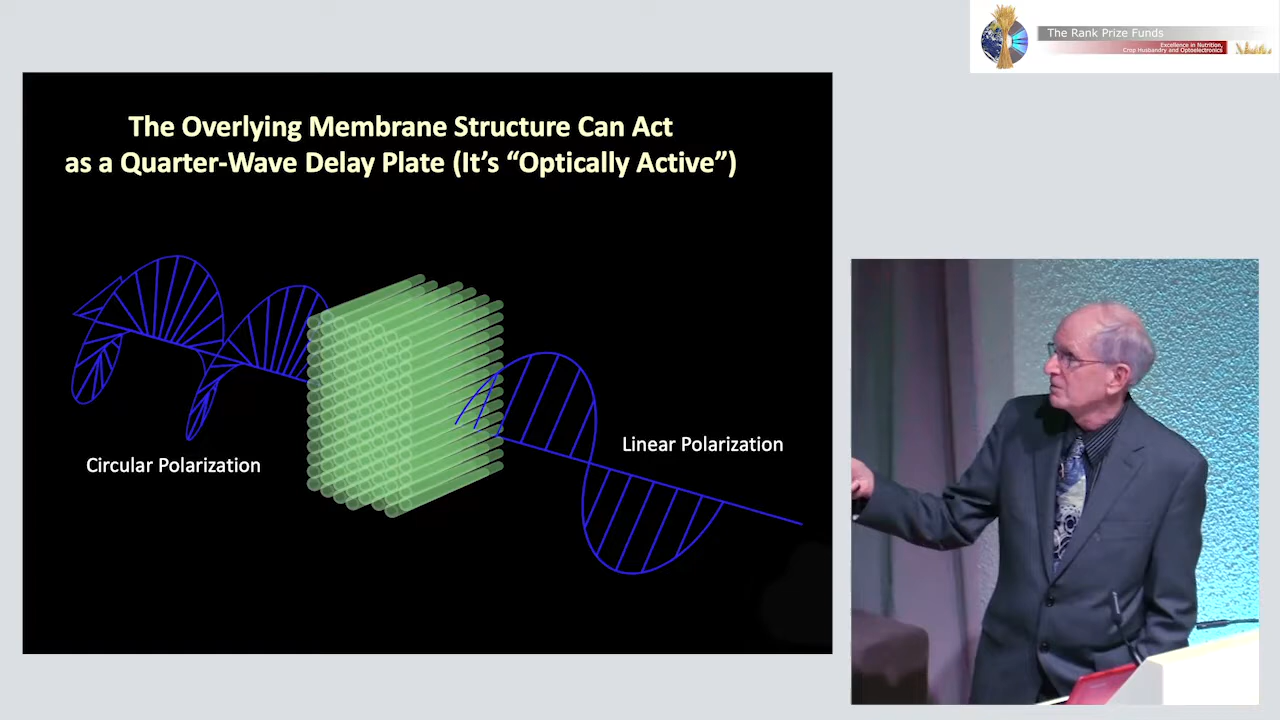 The Rank Prize Funds
Excellence in Nutrition,
Crop Husbandry and Optoelectronics
The Overlying Membrane Structure Can Act
as a Quarter-Wave Delay Plate (It's “Optically Active”)
Circular Polarization
Linear Polarization